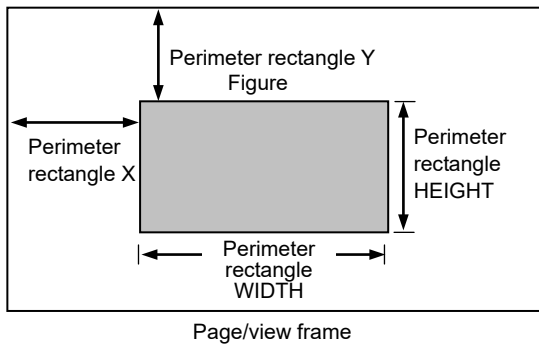 Perimeter rectangle Y
Figure
Perimeter
rectangle X
Perimeter
rectangle
HEIGHT
Perimeter
rectangle
WIDTH
Page/view frame